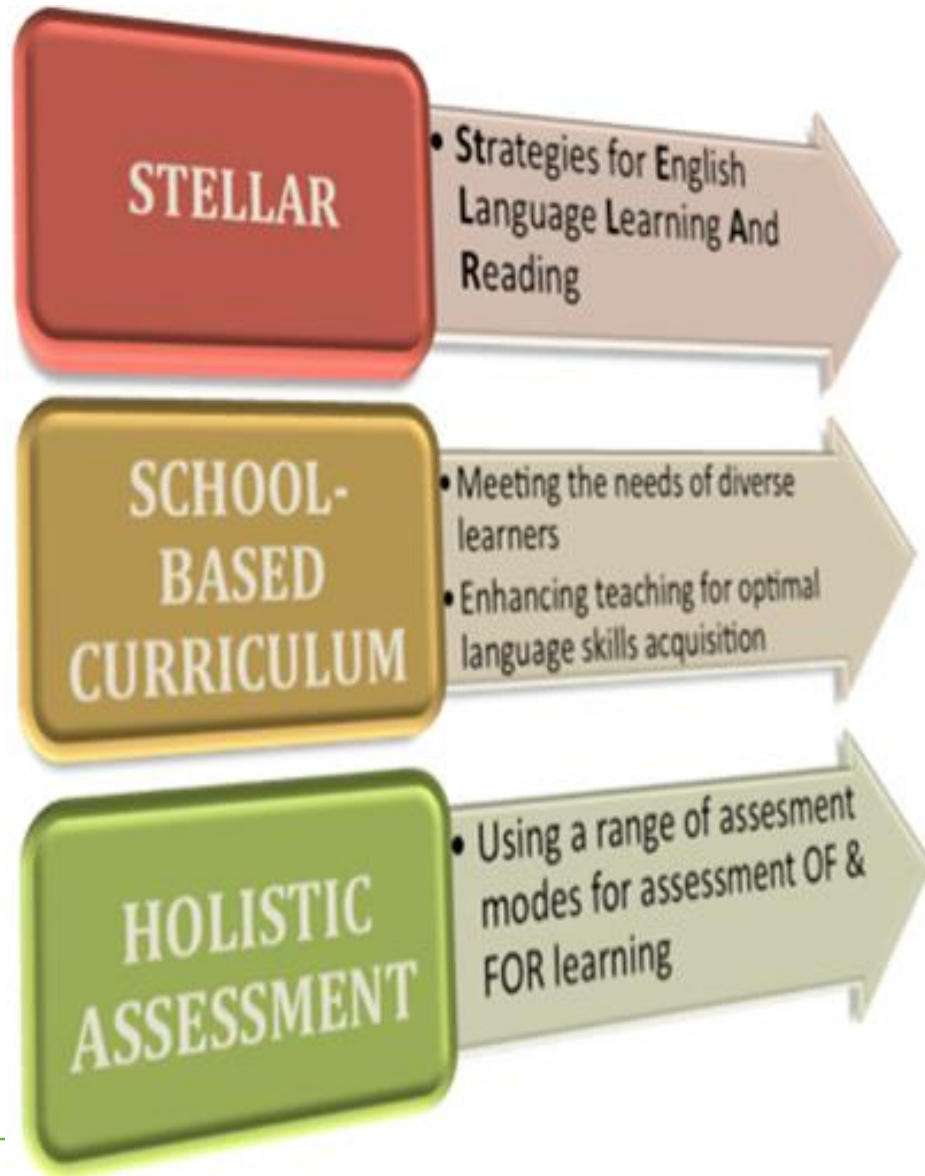 STELLAR
• Strategies for English
Language Learning And
Reading
SCHOOL-
BASED
CURRICULUM
• Meeting the needs of diverse
learners
• Enhancing teaching for optimal
language skills acquisition
HOLISTIC
ASSESSMENT
• Using a range of assesment
modes for assessment OF &
FOR learning